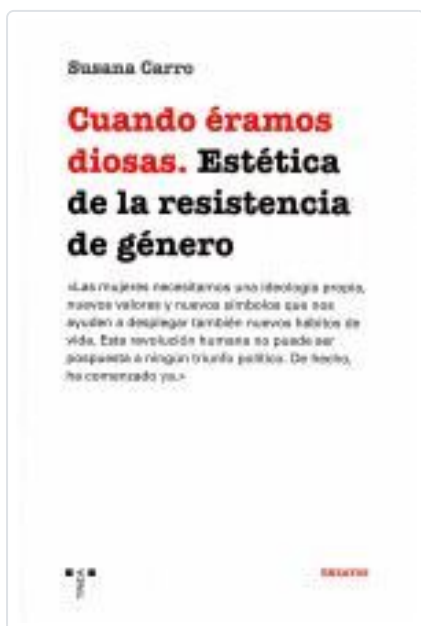 Susana Carro
Cuando éramos
diosas. Estética
de la resistencia
de género
«Las mujeres necesitamos una ideología propia,
nuevos valores y nuevos símbolos que nos
ayuden a desplegar también nuevos hábitos de
vida. Esta revolución humana no puede ser
pospuesta a ningún triunfo político. De hecho,
ha comenzado ya.»
TREA
ENSAYOS